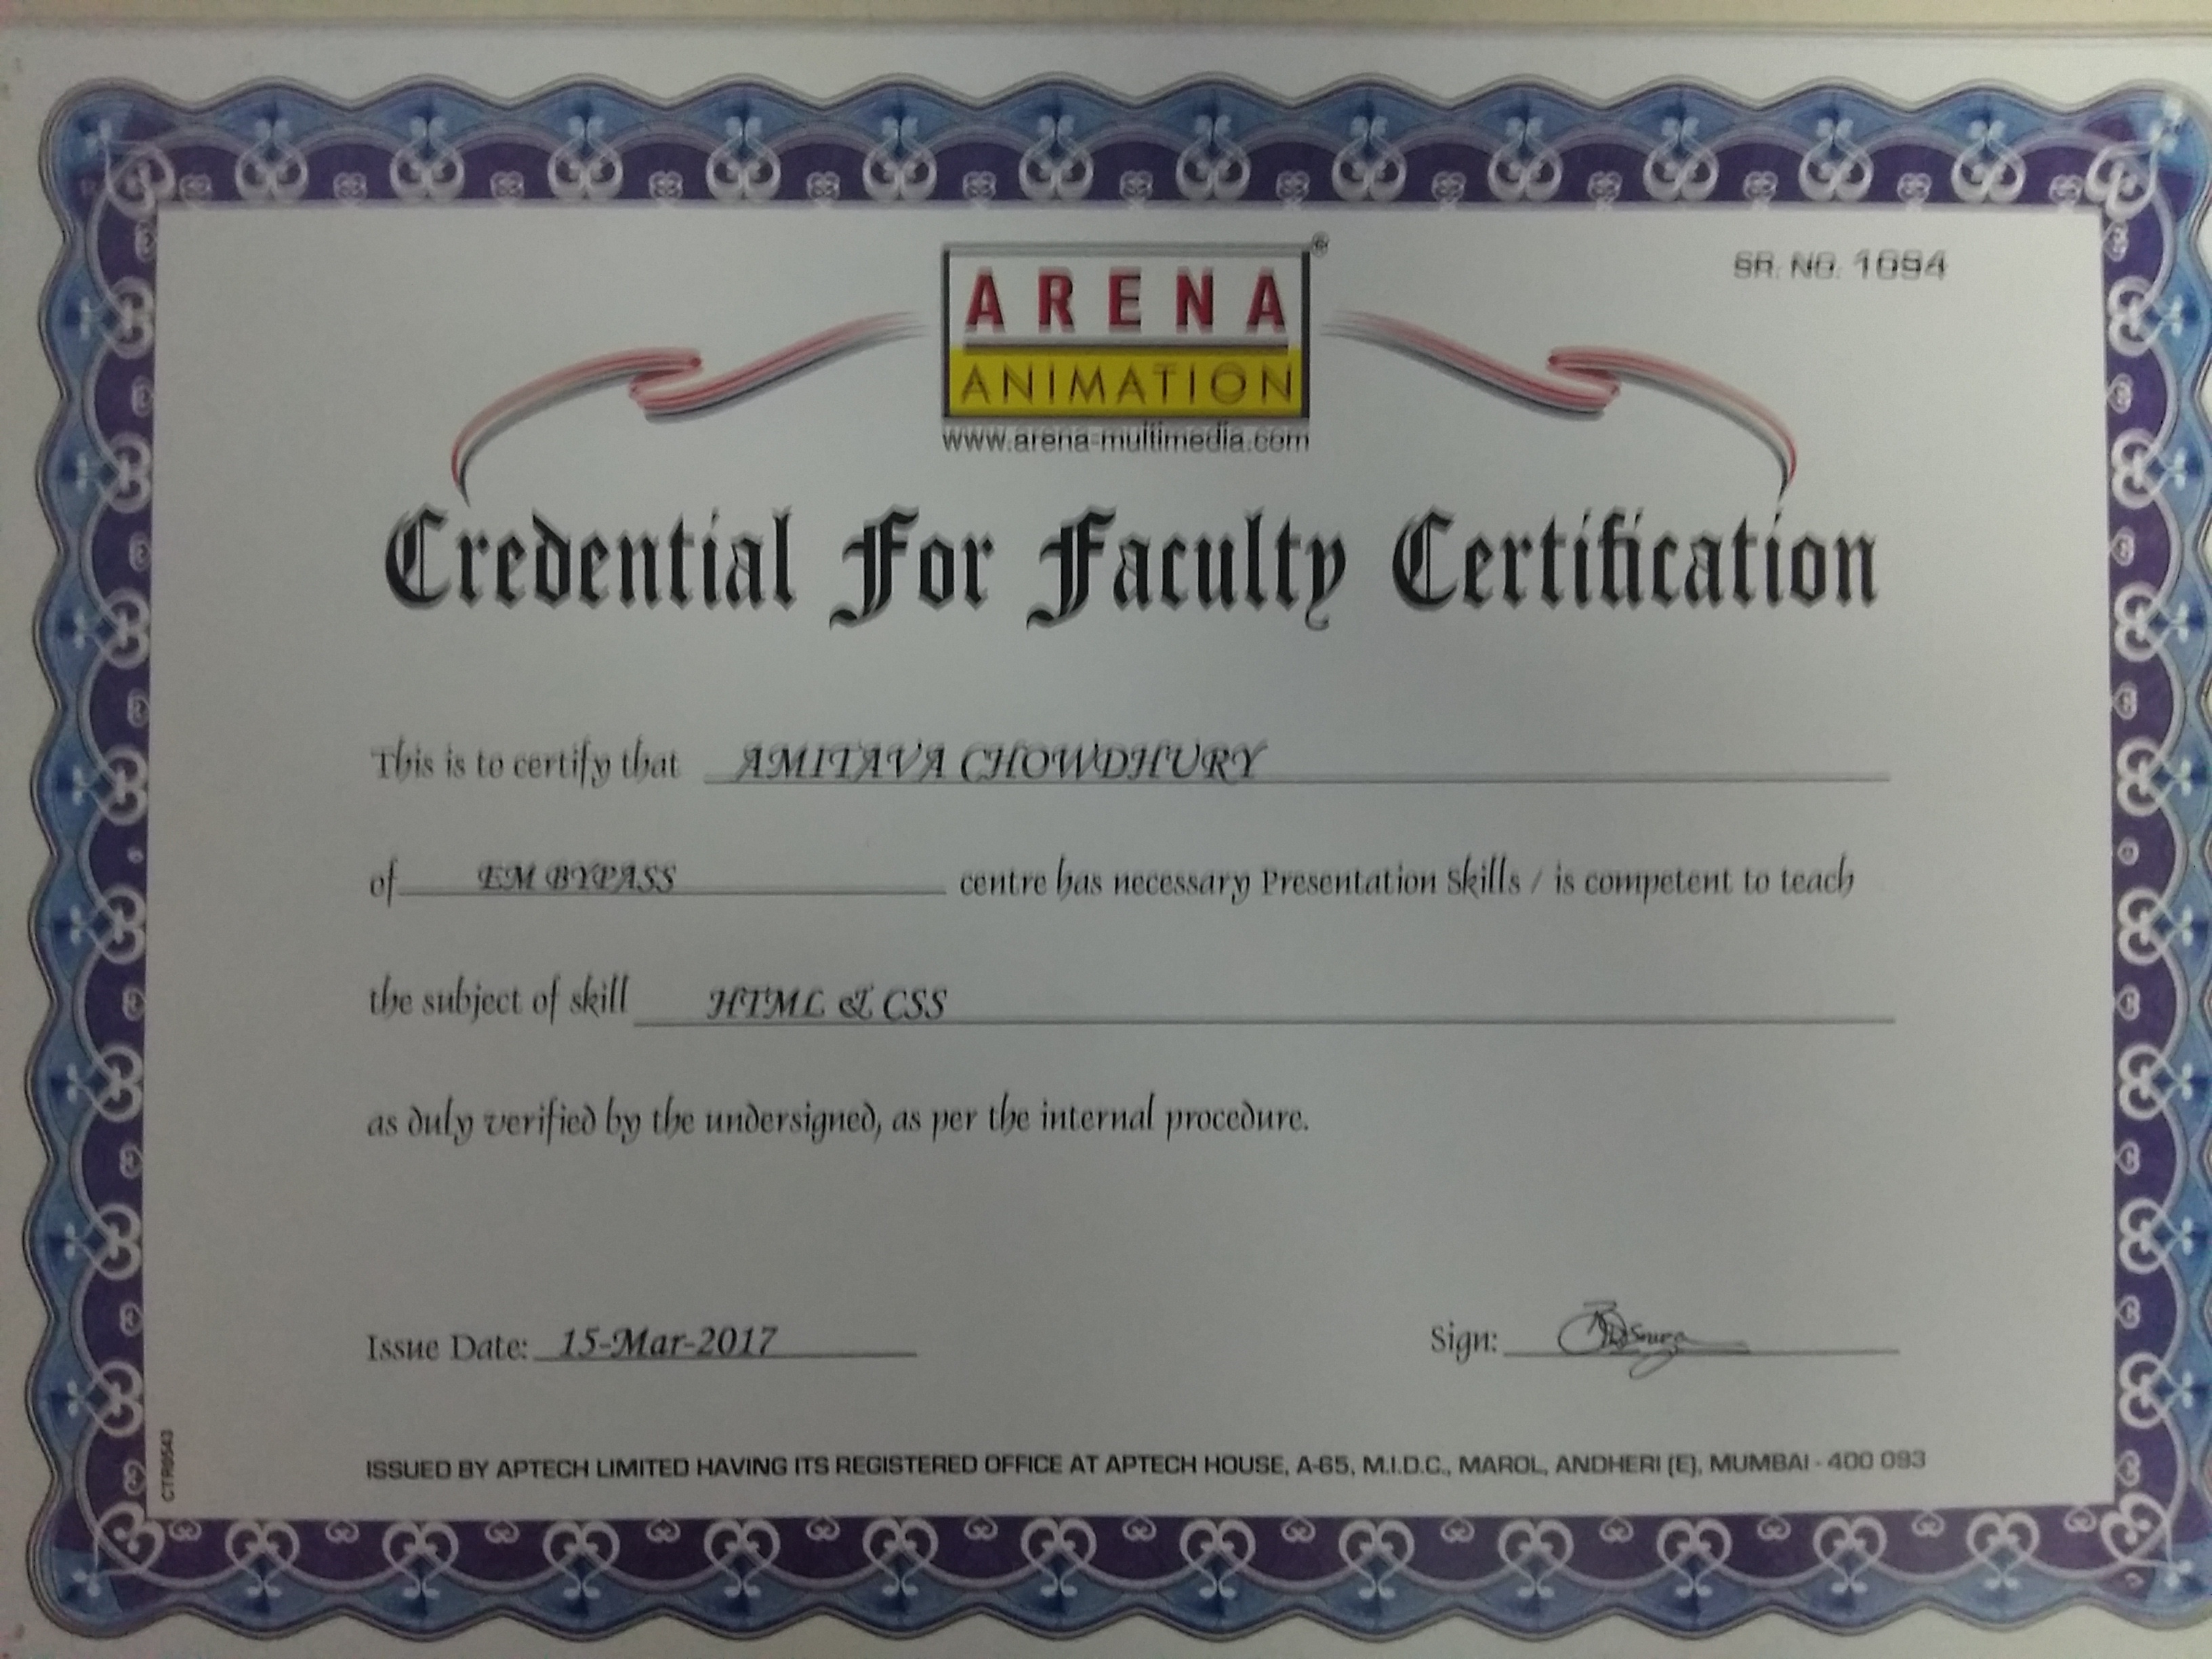 ARENA ®
ANIMATION
www.arena-multimedia.com
SR. NO. 1094
Credential For Faculty Certification
This is to certify that AMITAVA CHOWDHURY
of EM BYPASS centre has necessary Presentation Skills / is competent to teach
the subject of skill HTML & CSS
as duly verified by the undersigned, as per the internal procedure.
Issue Date: 15-Mar-2017
Sign:
ISSUED BY APTECH LIMITED HAVING ITS REGISTERED OFFICE AT APTECH HOUSE, A-65, M.I.D.C., MAROL, ANDHERI (E), MUMBAI - 400 093